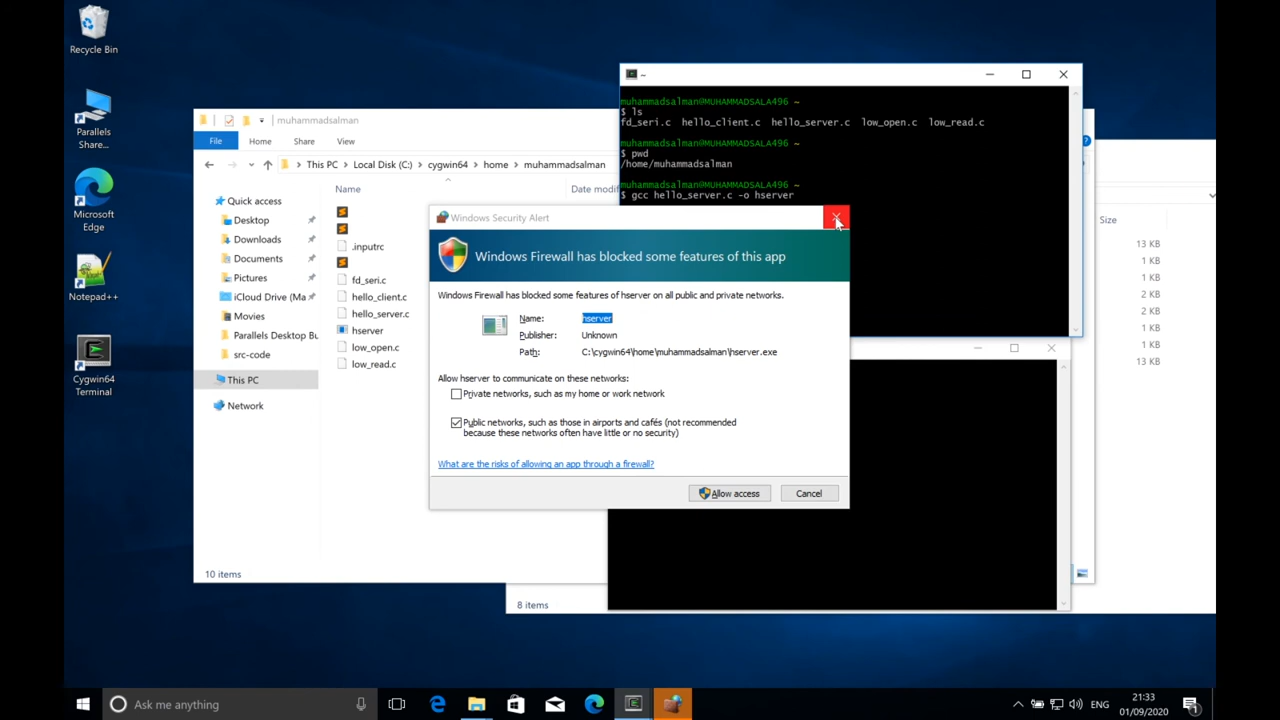 Recycle Bin
Parallels
Share...
Microsoft
Edge
Notepad++
Cygwin64
Terminal
muhammadsalman
File
Home
Share
View
This PC
Local Disk (C:)
cygwin64
home
muhammadsalman
Name
Date modif
Quick access
Desktop
Downloads
Documents
Pictures
iCloud Drive (Ma
Movies
Parallels Desktop Bu
src-code
This PC
Network
.inputrc
fd_seri.c
hello_client.c
hello_server.c
hserver
low_open.c
low_read.c
10 items
~
muhammadsalman@MUHAMMADSALA496 ~
$ ls
fd_seri.c hello_client.c hello_server.c low_open.c low_read.c
muhammadsalman@MUHAMMADSALA496 ~
$ pwd
/home/muhammadsalman
muhammadsalman@MUHAMMADSALA496 ~
$ gcc hello_server.c -o hserver
Windows Security Alert
Windows Firewall has blocked some features of this app
Windows Firewall has blocked some features of hserver on all public and private networks.
Name: hserver
Publisher: Unknown
Path: C:\cygwin64\home\muhammadsalman\hserver.exe
Allow hserver to communicate on these networks:
Private networks, such as my home or work network
Public networks, such as those in airports and cafés (not recommended
because these networks often have little or no security)
What are the risks of allowing an app through a firewall?
Allow access
Cancel
Size
13 KB
1 KB
1 KB
2 KB
2 KB
1 KB
1 KB
13 KB
8 items
Ask me anything
ENG
21:33
01/09/2020
1